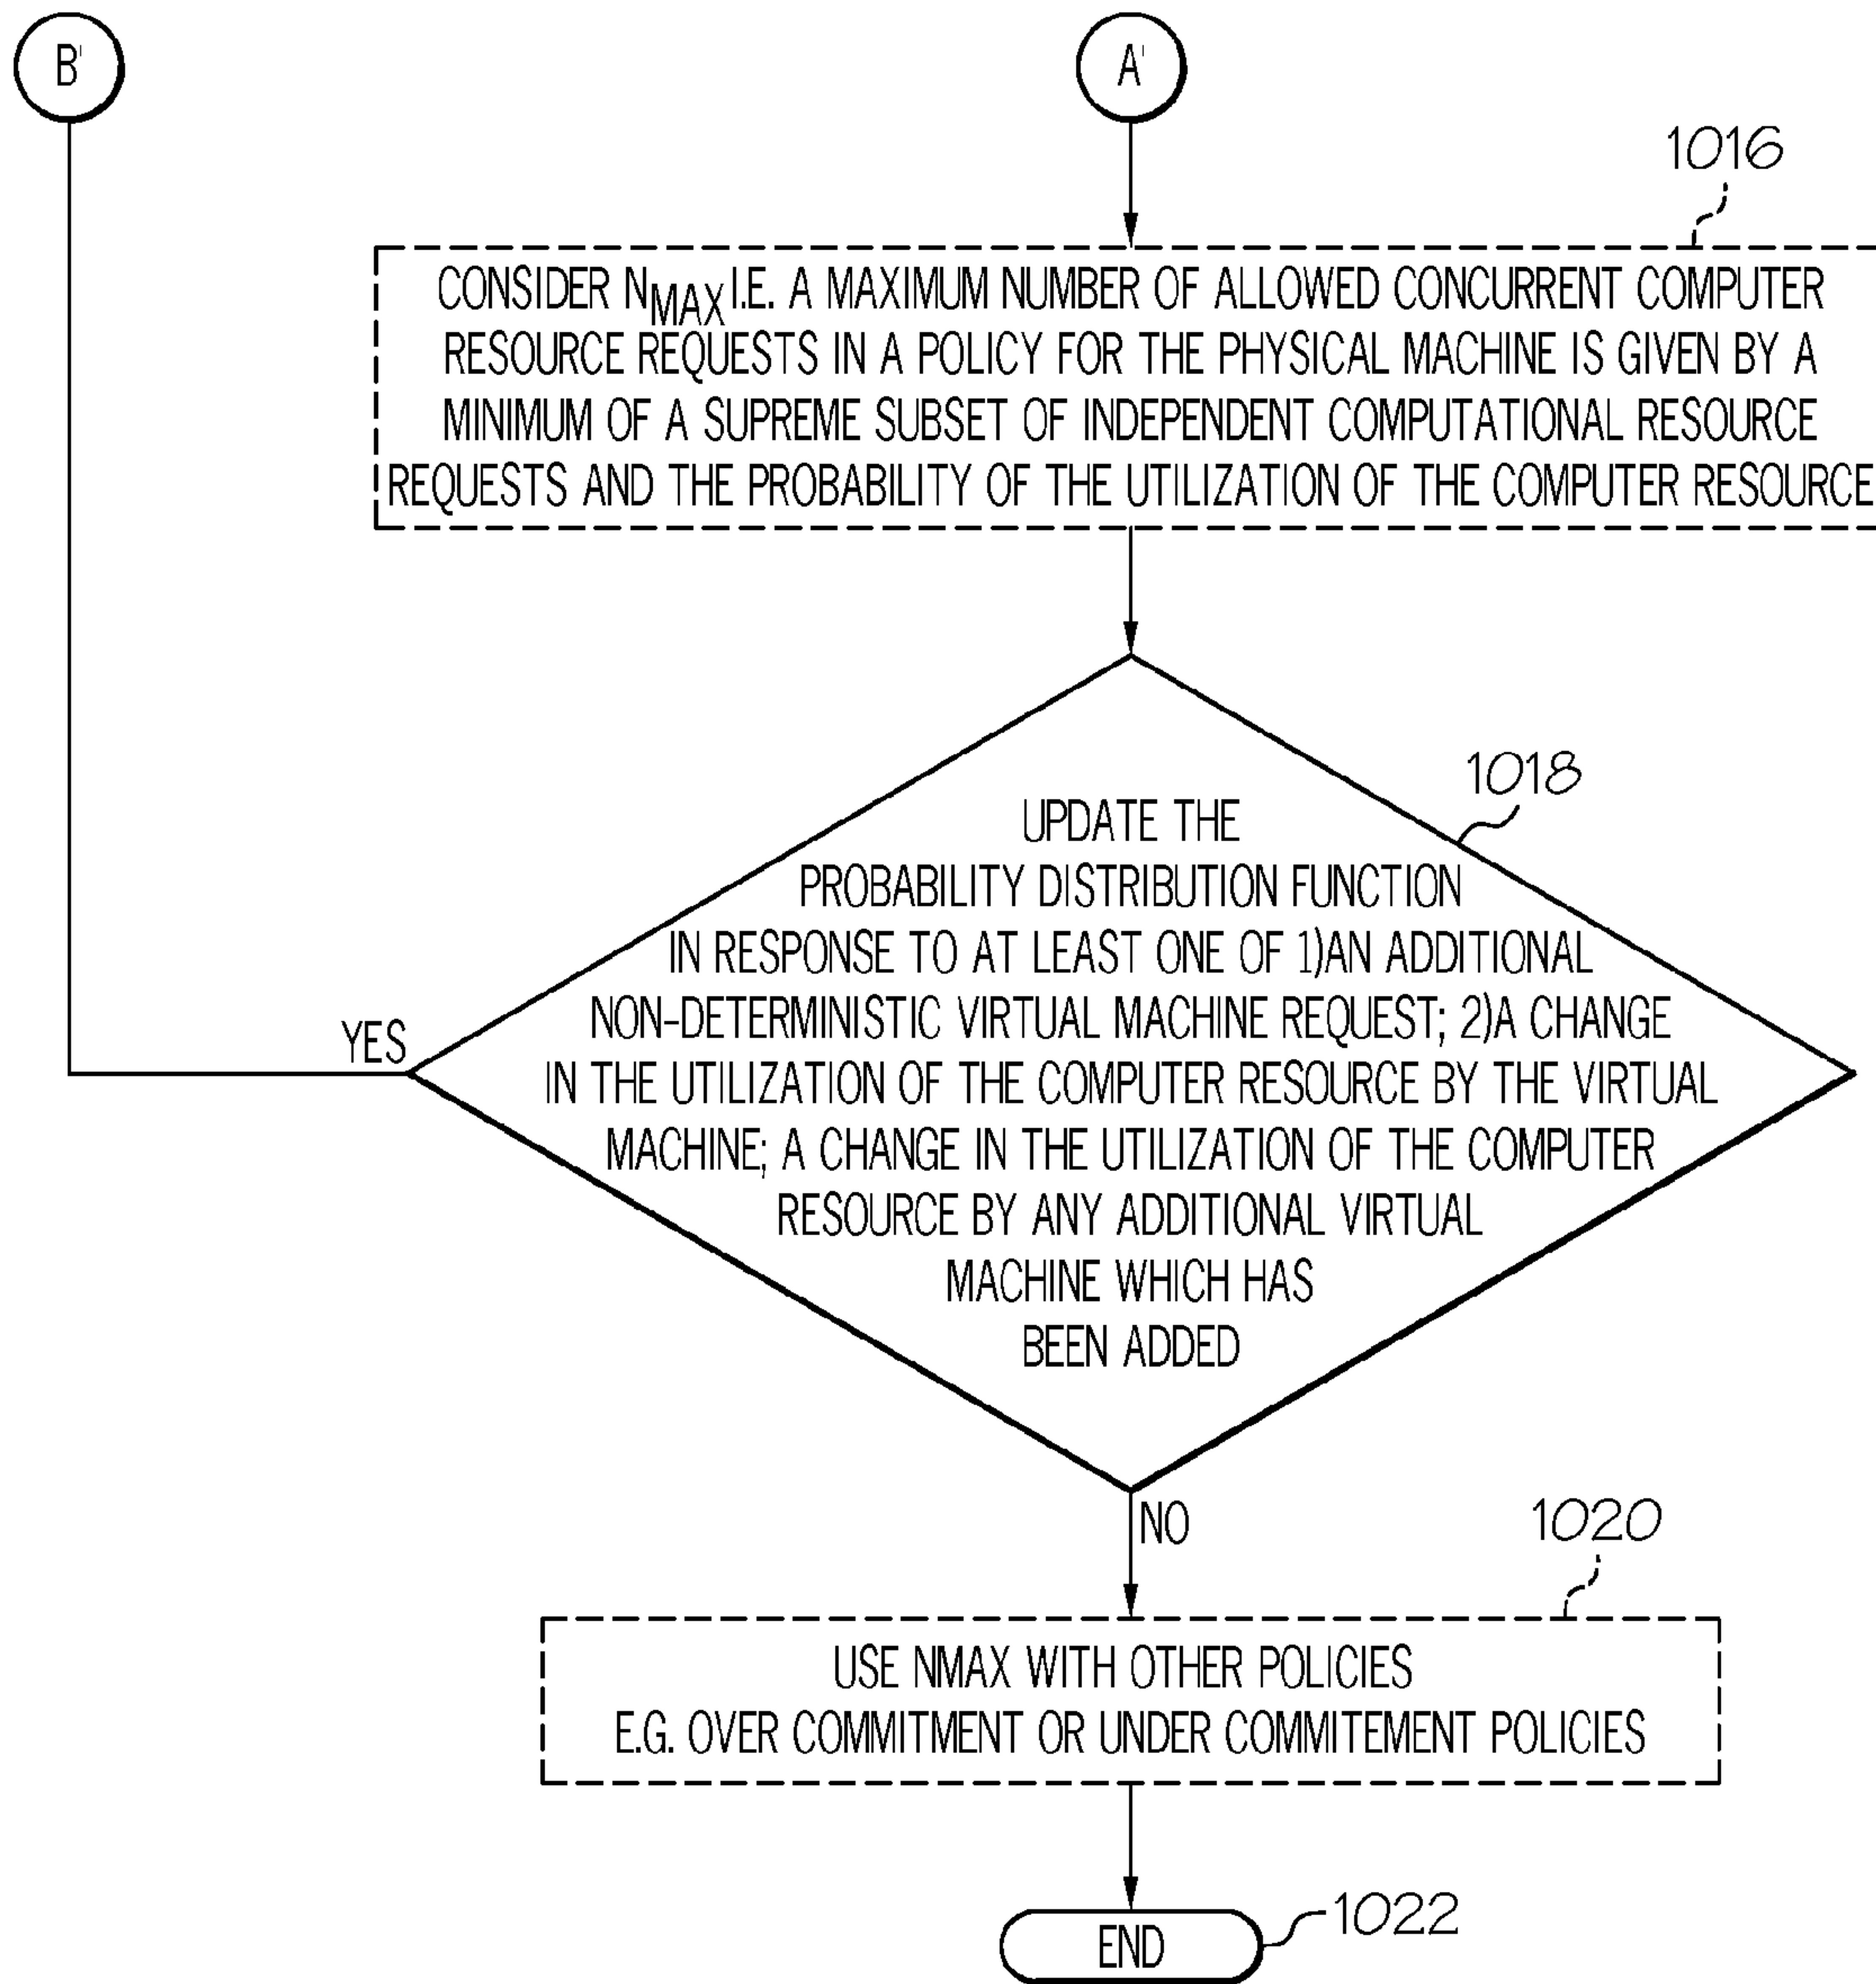 B'
A'
1016
CONSIDER NMAX I.E. A MAXIMUM NUMBER OF ALLOWED CONCURRENT COMPUTER
RESOURCE REQUESTS IN A POLICY FOR THE PHYSICAL MACHINE IS GIVEN BY A
MINIMUM OF A SUPREME SUBSET OF INDEPENDENT COMPUTATIONAL RESOURCE
REQUESTS AND THE PROBABILITY OF THE UTILIZATION OF THE COMPUTER RESOURCE
1018
UPDATE THE
PROBABILITY DISTRIBUTION FUNCTION
IN RESPONSE TO AT LEAST ONE OF 1)AN ADDITIONAL
NON-DETERMINISTIC VIRTUAL MACHINE REQUEST; 2)A CHANGE
IN THE UTILIZATION OF THE COMPUTER RESOURCE BY THE VIRTUAL
MACHINE; A CHANGE IN THE UTILIZATION OF THE COMPUTER
RESOURCE BY ANY ADDITIONAL VIRTUAL
MACHINE WHICH HAS
BEEN ADDED
YES
NO
1020
USE NMAX WITH OTHER POLICIES
E.G. OVER COMMITMENT OR UNDER COMMITEMENT POLICIES
END
1022